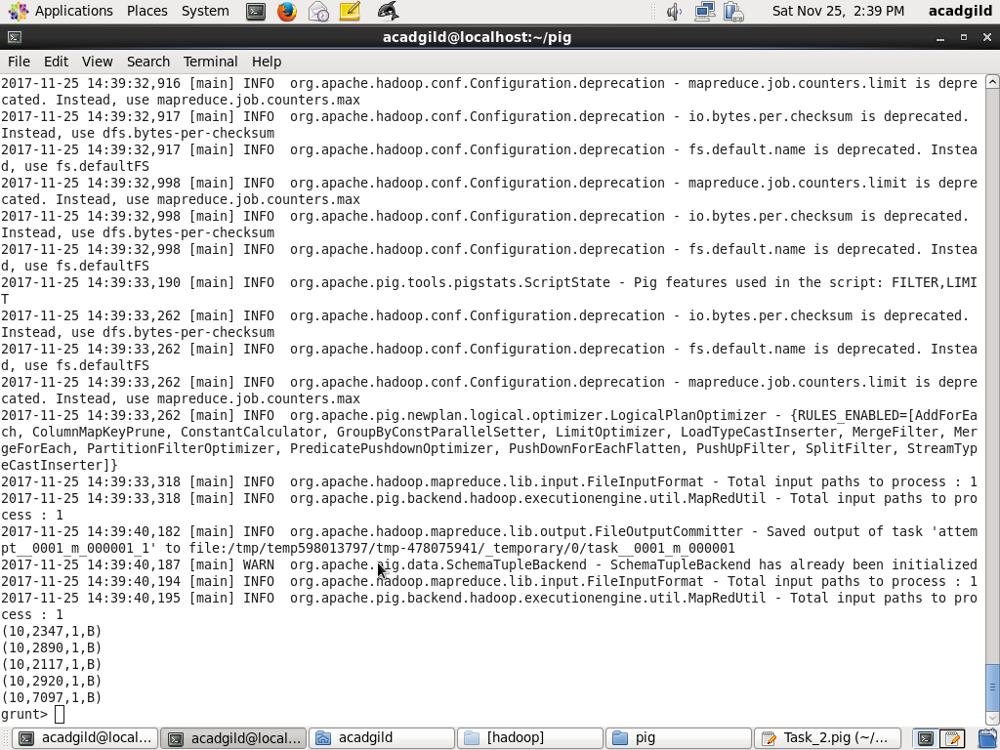 Applications Places System Sat Nov 25, 2:39 PM acadgild
acadgild@localhost:~/pig
File Edit View Search Terminal Help
2017-11-25 14:39:32,916 [main] INFO  org.apache.hadoop.conf.Configuration.deprecation - mapreduce.job.counters.limit is depre
cated. Instead, use mapreduce.job.counters.max
2017-11-25 14:39:32,917 [main] INFO  org.apache.hadoop.conf.Configuration.deprecation - io.bytes.per.checksum is deprecated.
Instead, use dfs.bytes-per-checksum
2017-11-25 14:39:32,917 [main] INFO  org.apache.hadoop.conf.Configuration.deprecation - fs.default.name is deprecated. Instea
d, use fs.defaultFS
2017-11-25 14:39:32,998 [main] INFO  org.apache.hadoop.conf.Configuration.deprecation - mapreduce.job.counters.limit is depre
cated. Instead, use mapreduce.job.counters.max
2017-11-25 14:39:32,998 [main] INFO  org.apache.hadoop.conf.Configuration.deprecation - io.bytes.per.checksum is deprecated.
Instead, use dfs.bytes-per-checksum
2017-11-25 14:39:32,998 [main] INFO  org.apache.hadoop.conf.Configuration.deprecation - fs.default.name is deprecated. Instea
d, use fs.defaultFS
2017-11-25 14:39:33,190 [main] INFO  org.apache.pig.tools.pigstats.ScriptState - Pig features used in the script: FILTER,LIMI
T
2017-11-25 14:39:33,262 [main] INFO  org.apache.hadoop.conf.Configuration.deprecation - io.bytes.per.checksum is deprecated.
Instead, use dfs.bytes-per-checksum
2017-11-25 14:39:33,262 [main] INFO  org.apache.hadoop.conf.Configuration.deprecation - fs.default.name is deprecated. Instea
d, use fs.defaultFS
2017-11-25 14:39:33,262 [main] INFO  org.apache.hadoop.conf.Configuration.deprecation - mapreduce.job.counters.limit is depre
cated. Instead, use mapreduce.job.counters.max
2017-11-25 14:39:33,262 [main] INFO  org.apache.pig.newplan.logical.optimizer.LogicalPlanOptimizer - {RULES_ENABLED=[AddForEa
ch, ColumnMapKeyPrune, ConstantCalculator, GroupByConstParallelSetter, LimitOptimizer, LoadTypeCastInserter, MergeFilter, Mer
geForEach, PartitionFilterOptimizer, PredicatePushdownOptimizer, PushDownForEachFlatten, PushUpFilter, SplitFilter, StreamTyp
eCastInserter]}
2017-11-25 14:39:33,318 [main] INFO  org.apache.hadoop.mapreduce.lib.input.FileInputFormat - Total input paths to process : 1
2017-11-25 14:39:33,318 [main] INFO  org.apache.pig.backend.hadoop.executionengine.util.MapRedUtil - Total input paths to pro
cess : 1
2017-11-25 14:39:40,182 [main] INFO  org.apache.hadoop.mapreduce.lib.output.FileOutputCommitter - Saved output of task 'attem
pt__0001_m_000001_1' to file:/tmp/temp598013797/tmp-478075941/_temporary/0/task__0001_m_000001
2017-11-25 14:39:40,187 [main] WARN  org.apache.pig.data.SchemaTupleBackend - SchemaTupleBackend has already been initialized
2017-11-25 14:39:40,194 [main] INFO  org.apache.hadoop.mapreduce.lib.input.FileInputFormat - Total input paths to process : 1
2017-11-25 14:39:40,195 [main] INFO  org.apache.pig.backend.hadoop.executionengine.util.MapRedUtil - Total input paths to pro
cess : 1
(10,2347,1,B)
(10,2890,1,B)
(10,2117,1,B)
(10,2920,1,B)
(10,7097,1,B)
grunt>
acadgild@local... acadgild@local... acadgild [hadoop] pig Task_2.pig (~/...